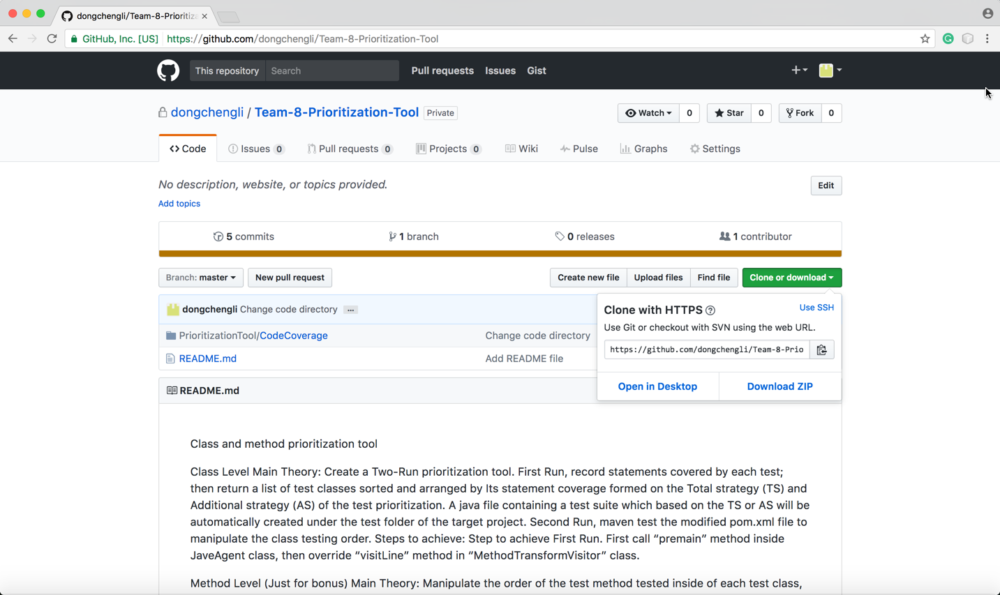 dongchengli/Team-8-Prioritiza
GitHub, Inc. [US] https://github.com/dongchengli/Team-8-Prioritization-Tool
This repository Search Pull requests Issues Gist
dongchengli / Team-8-Prioritization-Tool Private Watch 0 Star 0 Fork 0
Code Issues 0 Pull requests 0 Projects 0 Wiki Pulse Graphs Settings
No description, website, or topics provided. Edit
Add topics
5 commits 1 branch 0 releases 1 contributor
Branch: master New pull request Create new file Upload files Find file Clone or download
dongchengli Change code directory …
PrioritizationTool/CodeCoverage Change code directory
README.md Add README file
Clone with HTTPS Use SSH
Use Git or checkout with SVN using the web URL.
https://github.com/dongchengli/Team-8-Prio
Open in Desktop Download ZIP
README.md
Class and method prioritization tool
Class Level Main Theory: Create a Two-Run prioritization tool. First Run, record statements covered by each test;
then return a list of test classes sorted and arranged by Its statement coverage formed on the Total strategy (TS) and
Additional strategy (AS) of the test prioritization. A java file containing a test suite which based on the TS or AS will be
automatically created under the test folder of the target project. Second Run, maven test the modified pom.xml file to
manipulate the class testing order. Steps to achieve: Step to achieve First Run. First call “premain” method inside
JaveAgent class, then override “visitLine” method in “MethodTransformVisitor” class.
Method Level (Just for bonus) Main Theory: Manipulate the order of the test method tested inside of each test class,